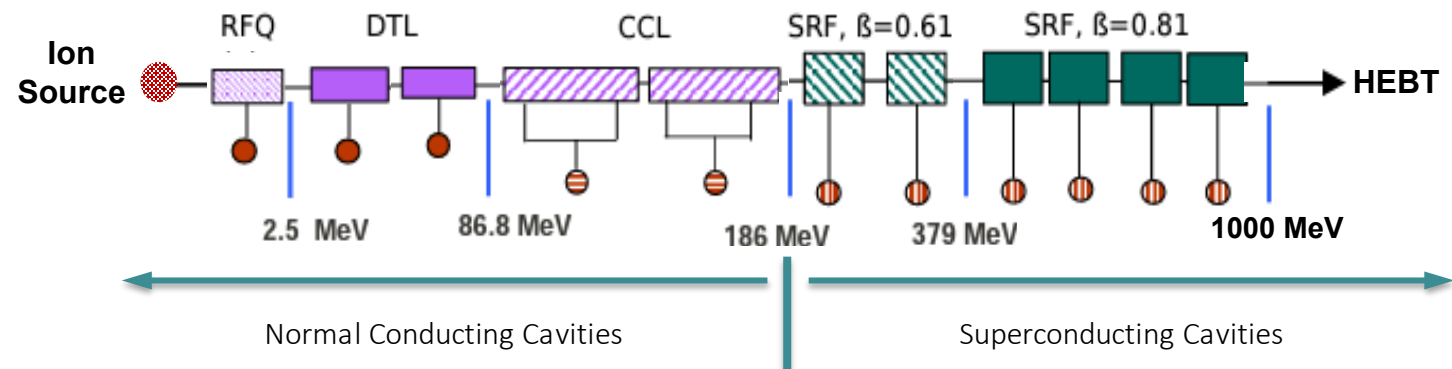 RFQ
DTL
CCL
SRF, ß=0.61
SRF, ß=0.81
Ion
Source
HEBT
2.5 MeV
86.8 MeV
186 MeV
379 MeV
1000 MeV
Normal Conducting Cavities
Superconducting Cavities